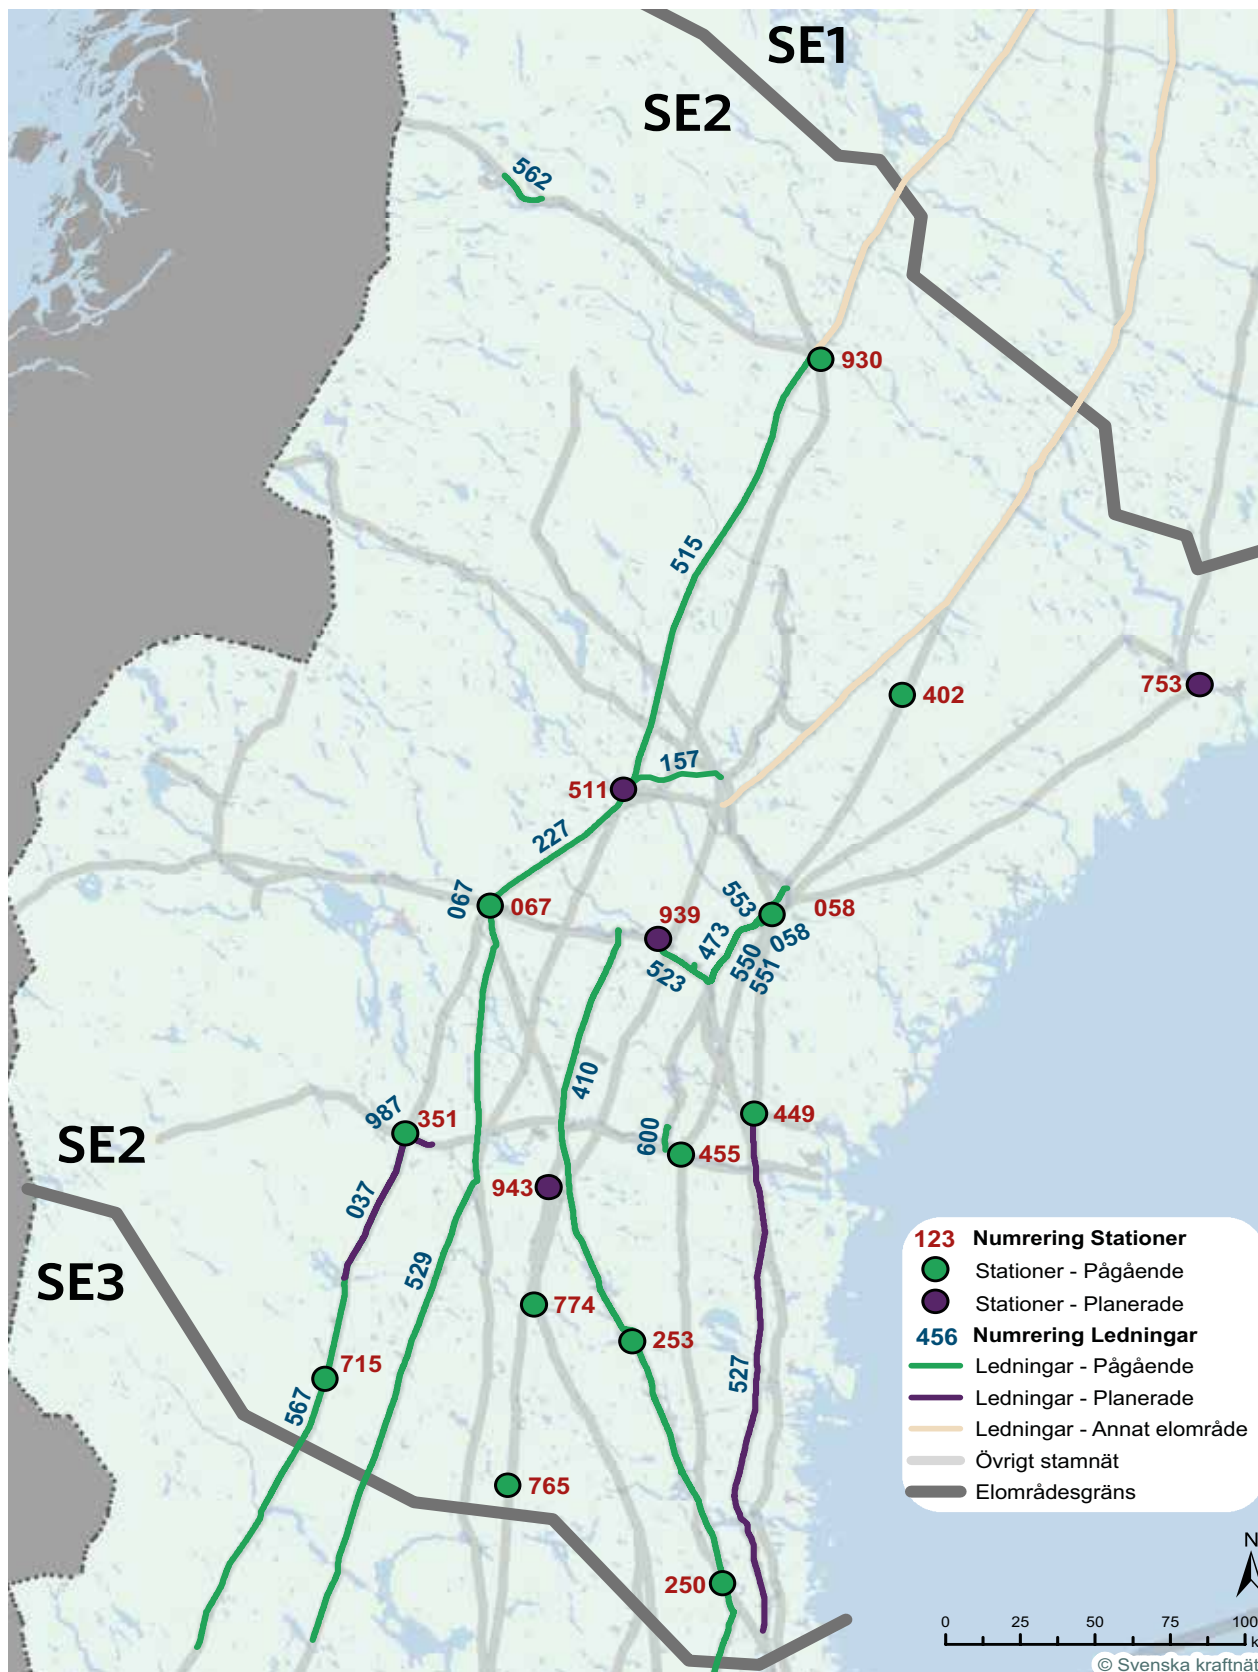 SE1
SE2
562
930
515
402
753
157
511
227
067
067
553
058
939
473
058
550
551
523
410
987
351
449
600
455
SE2
943
037
529
SE3
774
253
715
527
567
765
250
123 Numrering Stationer
Stationer - Pågående
Stationer - Planerade
456 Numrering Ledningar
Ledningar - Pågående
Ledningar - Planerade
Ledningar - Annat elområde
Övrigt stamnät
Elområdesgräns
N
0 25 50 75 100
k
© Svenska kraftnät